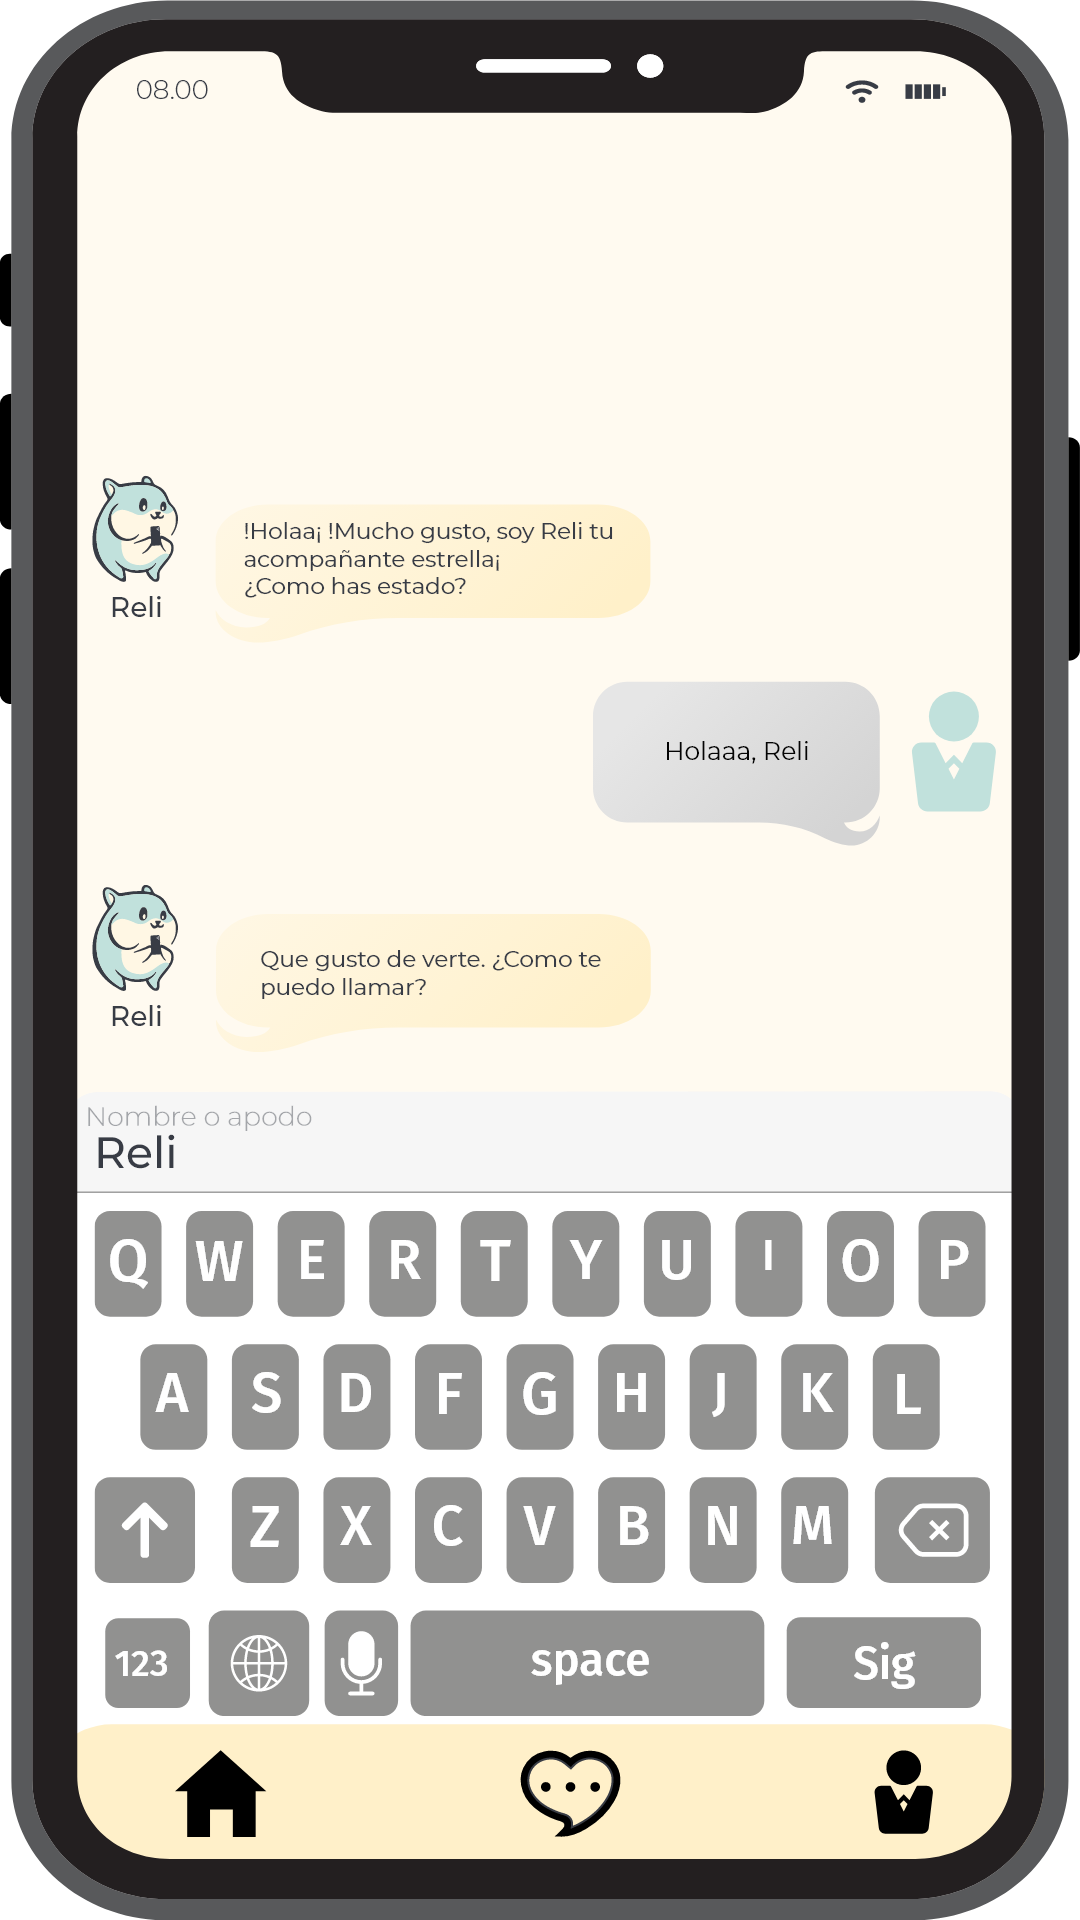 08.00
!Holaa¡ !Mucho gusto, soy Reli tu
acompañante estrella¡
¿Como has estado?
Reli
Holaaa, Reli
Que gusto de verte. ¿Como te
puedo llamar?
Reli
Nombre o apodo
Reli
Q W E R T Y U I O P
A S D F G H J K L
Z X C V B N M
123 space Sig